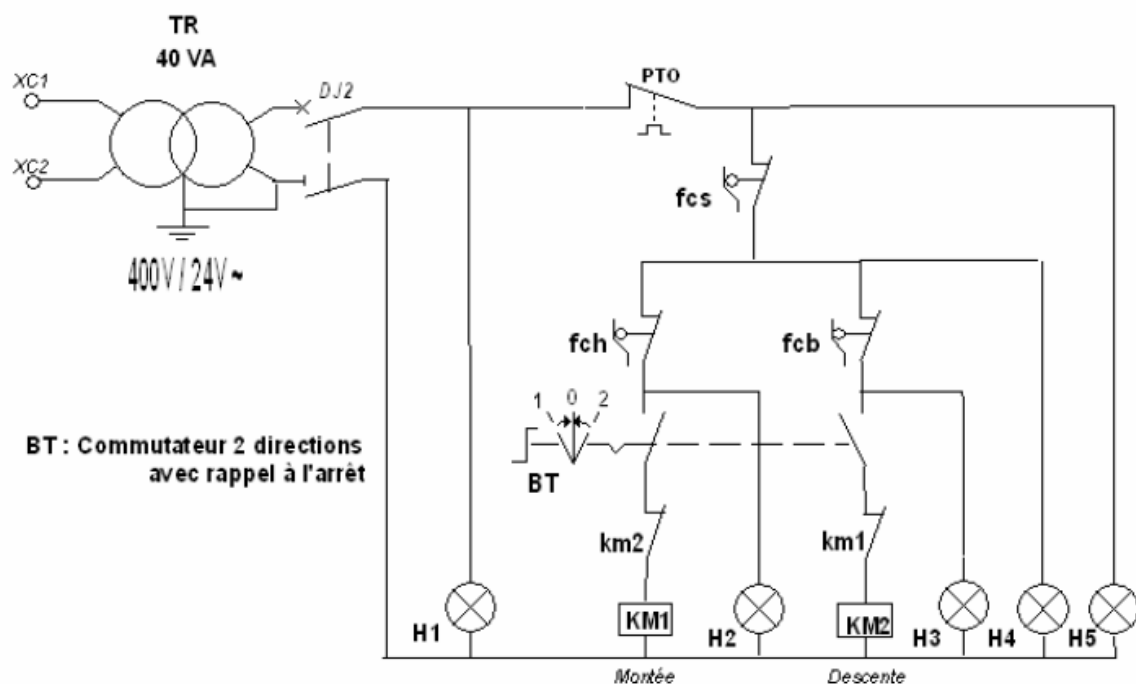 TR
40 VA
XC1
DJ2
PTO
XC2
fcs
400V / 24V ~
fch
fcb
1 0 2
BT : Commutateur 2 directions
avec rappel à l'arrêt
BT
km2
km1
H1
KM1
H2
KM2
H3
H4
H5
Montée
Descente